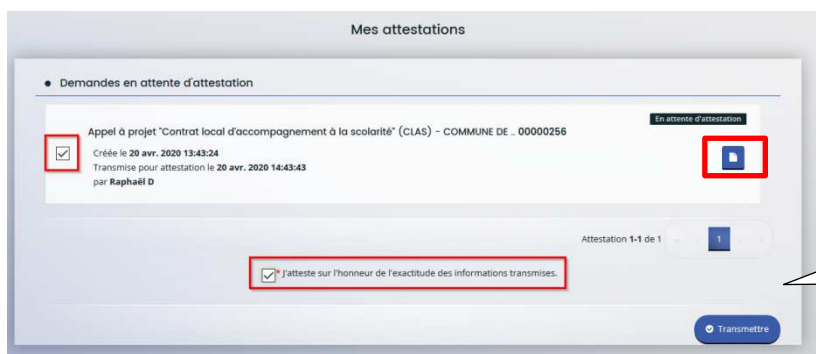 Mes attestations
Demandes en attente d'attestation
En attente d'attestation
Appel à projet "Contrat local d'accompagnement à la scolarité" (CLAS) - COMMUNE DE .. 00000256
Créée le 20 avr. 2020 13:43:24
Transmise pour attestation le 20 avr. 2020 14:43:43
par Raphaël D
Attestation 1-1 de 1
1
* J'atteste sur l'honneur de l'exactitude des informations transmises.
Transmettre